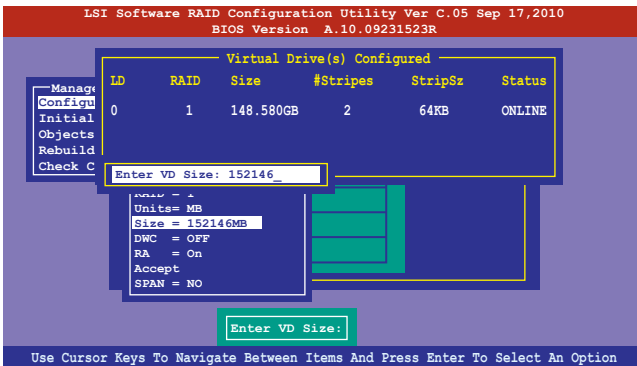 LSI Software RAID Configuration Utility Ver C.05 Sep 17,2010
BIOS Version A.10.09231523R
Virtual Drive(s) Configured
LD RAID Size #Stripes StripSz Status
0 1 148.580GB 2 64KB ONLINE
Manage
Configu
Initial
Objects
Rebuild
Check C
Enter VD Size: 152146_
RAID = 1
Units= MB
Size = 152146MB
DWC = OFF
RA = On
Accept
SPAN = NO
Enter VD Size:
Use Cursor Keys To Navigate Between Items And Press Enter To Select An Option